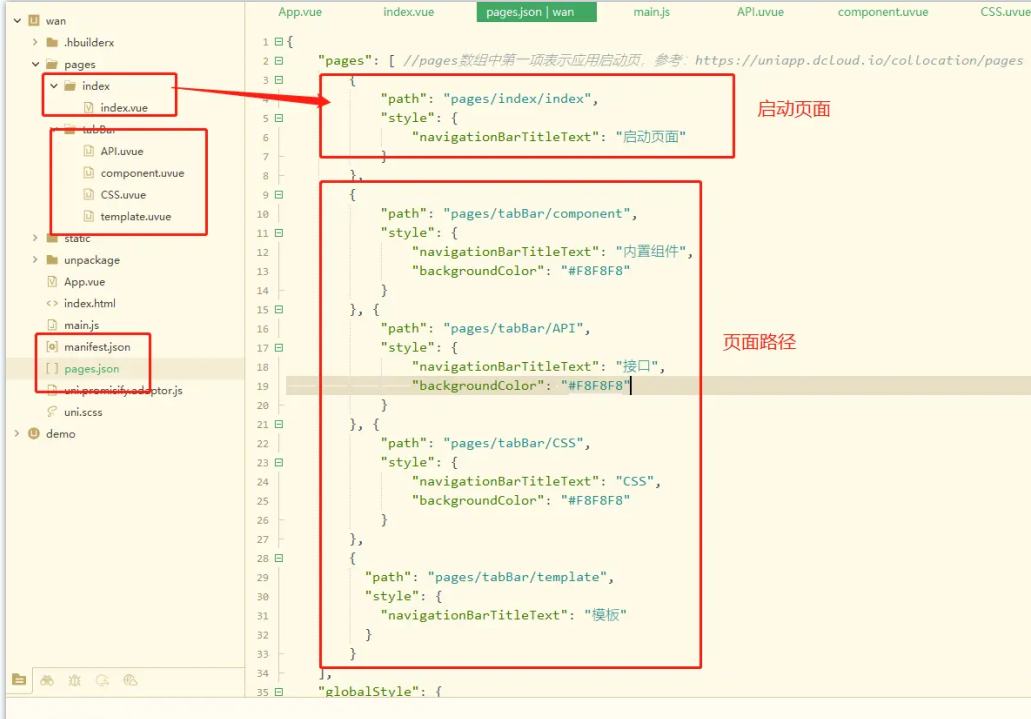 wan
.hbuilderx
pages
index
index.vue
tabBar
API.uvue
component.uvue
CSS.uvue
template.uvue
static
unpackage
App.vue
index.html
main.js
manifest.json
pages.json
uni.promisify.adaptor.js
uni.scss
demo
App.vue index.vue pages.json | wan main.js API.uvue component.uvue CSS.uvue
1 {
2 "pages": [ //pages数组中第一项表示应用启动页，参考：https://uniapp.dcloud.io/collocation/pages
3 {
4 "path": "pages/index/index",
5 "style": {
6 "navigationBarTitleText": "启动页面"
7 }
8 },
9 {
10 "path": "pages/tabBar/component",
11 "style": {
12 "navigationBarTitleText": "内置组件",
13 "backgroundColor": "#F8F8F8"
14 }
15 }, {
16 "path": "pages/tabBar/API",
17 "style": {
18 "navigationBarTitleText": "接口",
19 "backgroundColor": "#F8F8F8"
20 }
21 }, {
22 "path": "pages/tabBar/CSS",
23 "style": {
24 "navigationBarTitleText": "CSS",
25 "backgroundColor": "#F8F8F8"
26 }
27 },
28 {
29 "path": "pages/tabBar/template",
30 "style": {
31 "navigationBarTitleText": "模板"
32 }
33 }
34 ],
35 "globalStyle": {
启动页面
页面路径